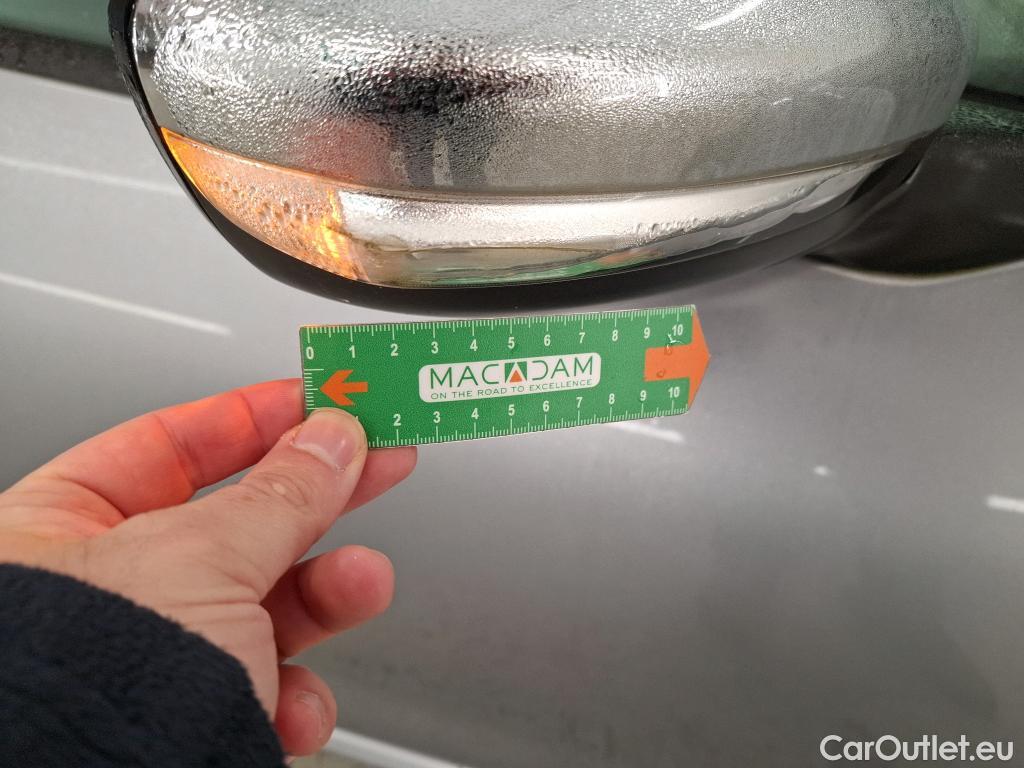 0 1 2 3 4 5 6 7 8 9 10
MACADAM
ON THE ROAD TO EXCELLENCE
2 3 4 5 6 7 8 9 10
CarOutlet.eu